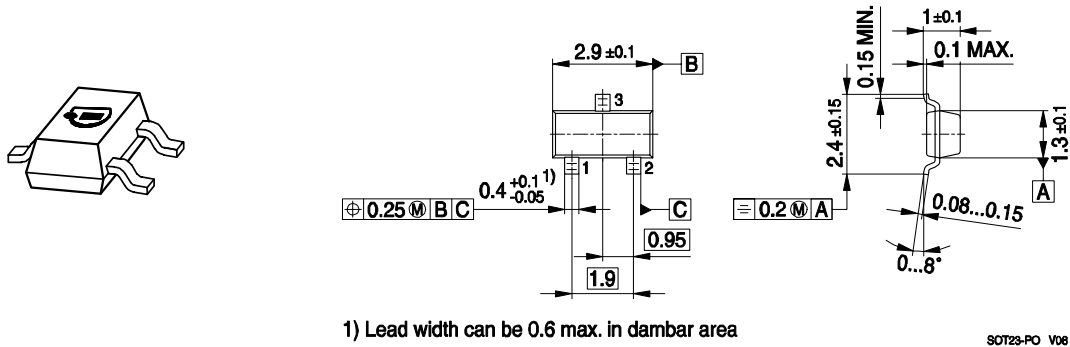 2.9 ±0.1
B
3
1
2
0.4 +0.1 -0.05 1)
⌖ 0.25 Ⓜ B C
C
0.95
1.9
1) Lead width can be 0.6 max. in dambar area
0.15 MIN.
1±0.1
0.1 MAX.
2.4 ±0.15
1.3 ±0.1
A
⌯ 0.2 Ⓜ A
0.08...0.15
0...8°
SOT23-PO V08